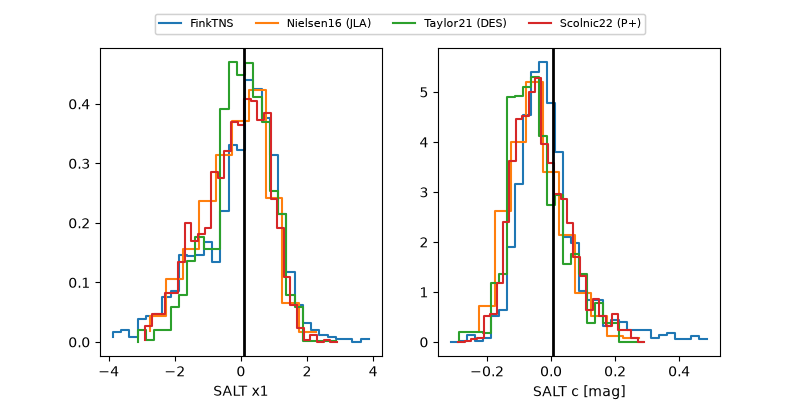 FinkTNS Nielsen16 (JLA) Taylor21 (DES) Scolnic22 (P+)
0.4
0.3
0.2
0.1
0.0
−4 −2 0 2 4
SALT x1
5
4
3
2
1
0
−0.2 0.0 0.2 0.4
SALT c [mag]